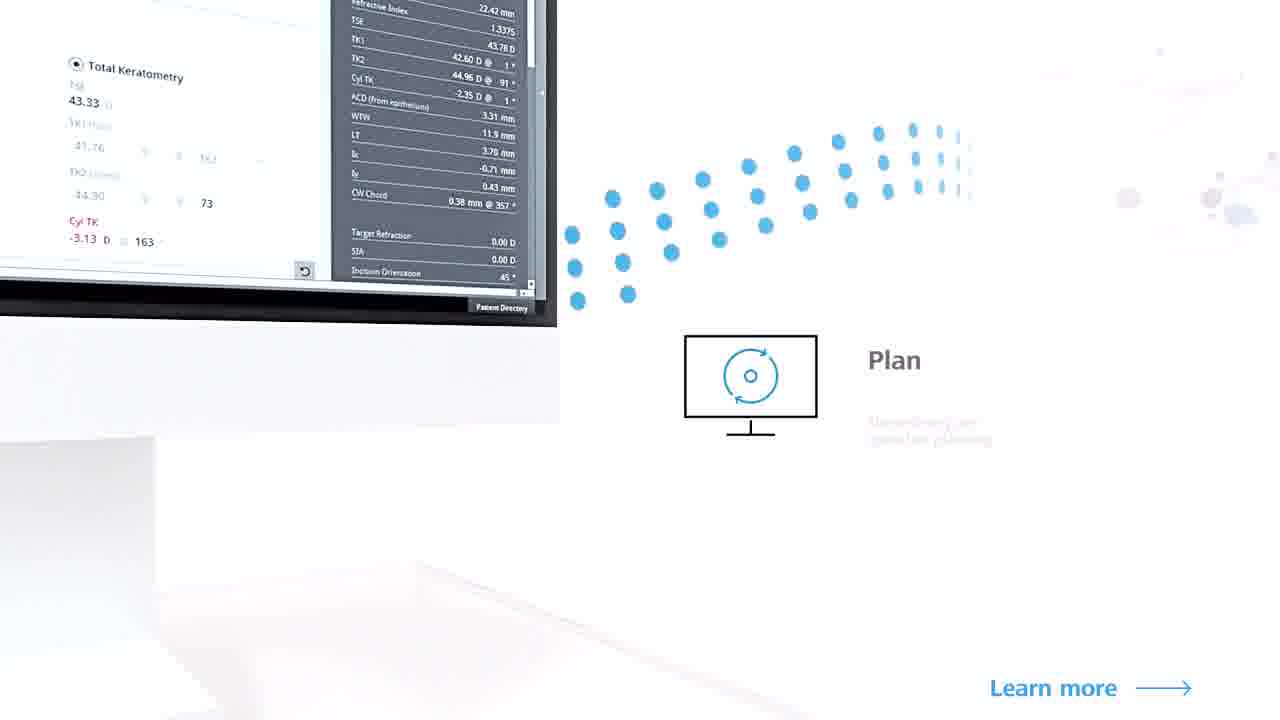 Total Keratometry
43.33 D
41.76
TK2
44.90
73
Cyl TK
-3.13 D @ 163 °
22.42 mm
Refractive Index
1.3375
TSE
43.78 D
TK1
42.60 D @ 1 °
TK2
44.96 D @ 91 °
Cyl TK
-2.35 D @ 1 °
ACD (from epithelium)
3.31 mm
WTW
11.9 mm
LT
3.70 mm
Ix
-0.71 mm
Iy
0.43 mm
CW Chord
0.38 mm @ 357 °
Target Refraction
0.00 D
SIA
0.00 D
Incision Orientation
45 °
Patient Directory
Plan
Learn more